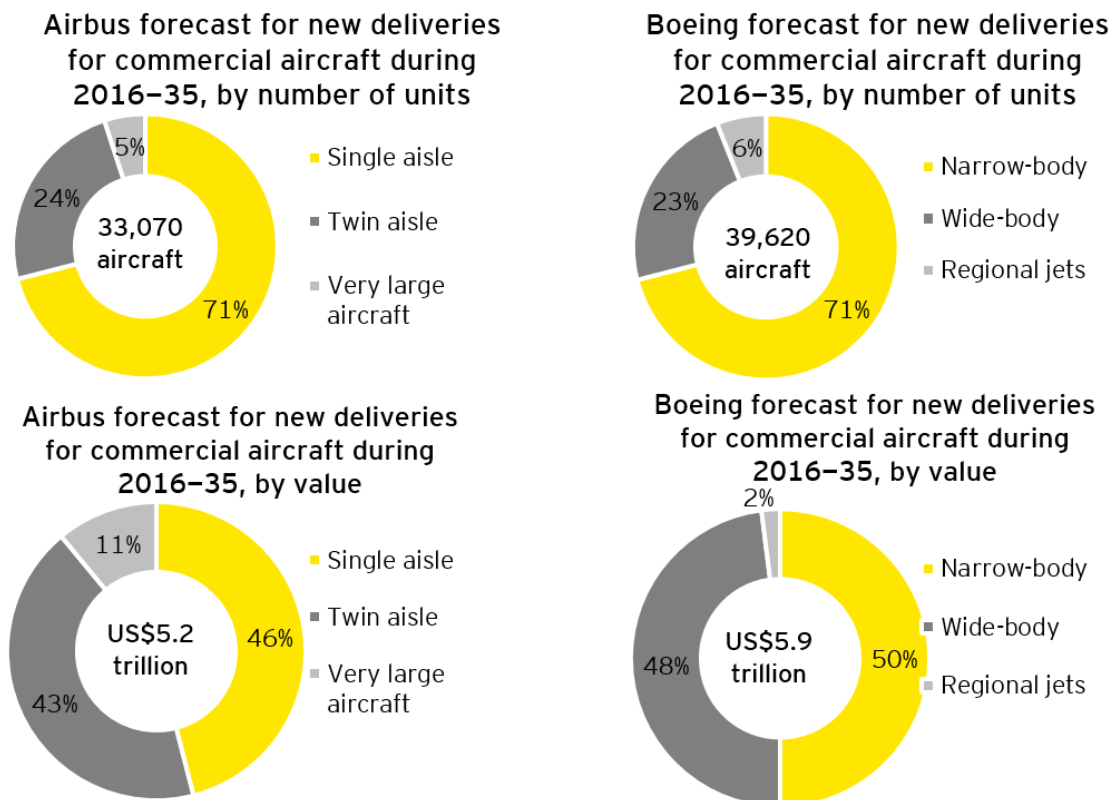 Airbus forecast for new deliveries
for commercial aircraft during
2016–35, by number of units
5%
24%
33,070
aircraft
71%
Single aisle
Twin aisle
Very large
aircraft
Boeing forecast for new deliveries
for commercial aircraft during
2016–35, by number of units
6%
23%
39,620
aircraft
71%
Narrow-body
Wide-body
Regional jets
Airbus forecast for new deliveries
for commercial aircraft during
2016–35, by value
11%
US$5.2
trillion
46%
43%
Single aisle
Twin aisle
Very large
aircraft
Boeing forecast for new deliveries
for commercial aircraft during
2016–35, by value
2%
48%
US$5.9
trillion
50%
Narrow-body
Wide-body
Regional jets